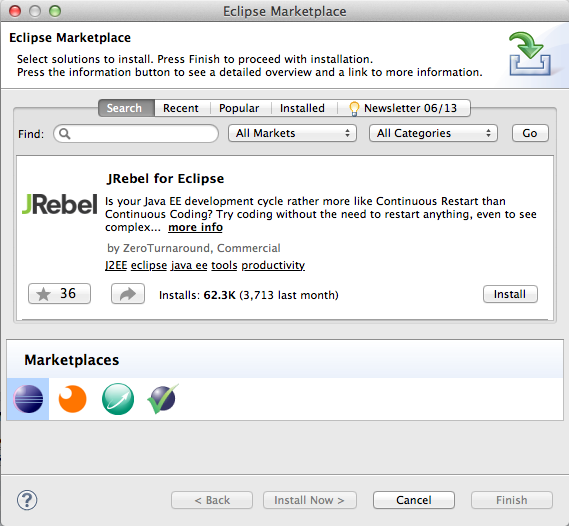 Eclipse Marketplace
Eclipse Marketplace
Select solutions to install. Press Finish to proceed with installation.
Press the information button to see a detailed overview and a link to more information.
Search Recent Popular Installed Newsletter 06/13
Find: All Markets All Categories Go
JRebel for Eclipse
JRebel
Is your Java EE development cycle rather more like Continuous Restart than
Continuous Coding? Try coding without the need to restart anything, even to see
complex... more info
by ZeroTurnaround, Commercial
J2EE eclipse java ee tools productivity
36 Installs: 62.3K (3,713 last month) Install
Marketplaces
? < Back Install Now > Cancel Finish